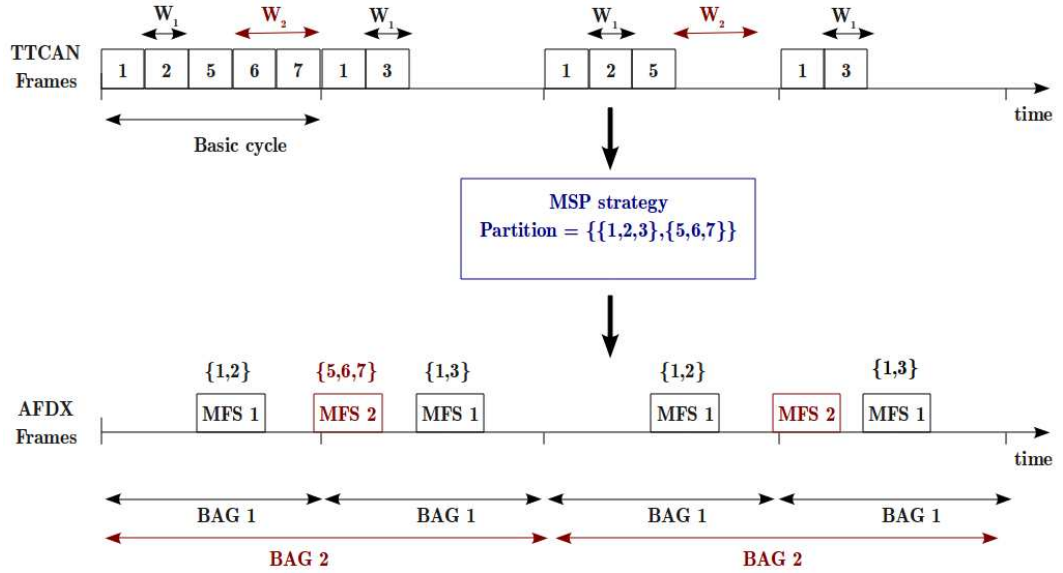 W1 W2 W1 W1 W2 W1
TTCAN
Frames
1 2 5 6 7 1 3 1 2 5 1 3
time
Basic cycle
MSP strategy
Partition = {{1,2,3},{5,6,7}}
{1,2} {5,6,7} {1,3} {1,2} {1,3}
AFDX
Frames
MFS 1 MFS 2 MFS 1 MFS 1 MFS 2 MFS 1
time
BAG 1 BAG 1 BAG 1 BAG 1
BAG 2 BAG 2